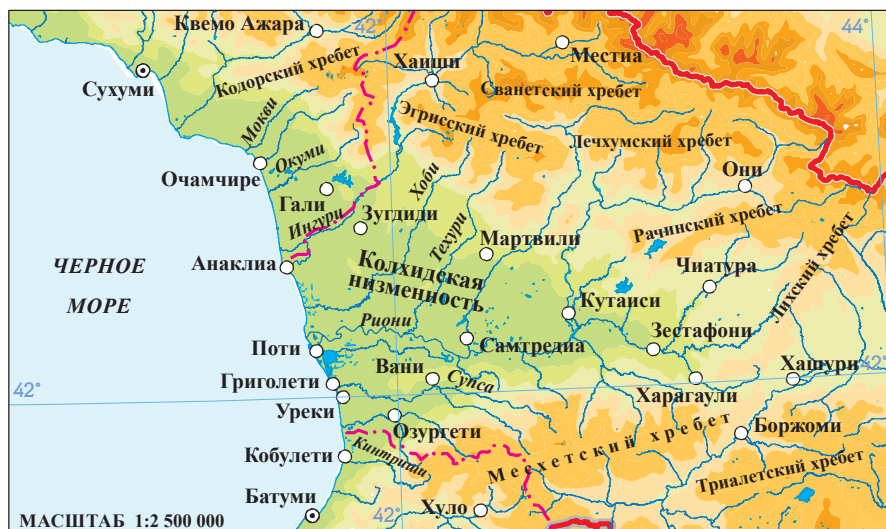 Квемо Ажара
42°
44°
Местиа
Сухуми
Кодорский хребет
Хаиши
Сванетский хребет
Мокви
Эгрисский хребет
Лечхумский хребет
Окуми
Очамчире
Они
Гали
Ингури
Хоби
Зугдиди
Техури
Рачинский хребет
Мартвили
Анаклиа
ЧЕРНОЕ
МОРЕ
Колхидская
низменность
Чиатура
Лихский хребет
Кутаиси
Риони
Поти
Самтредиа
Зестафони
Вани
Супса
Хашури
42°
Григолети
42°
Харагаули
Уреки
Озургети
Боржоми
Кобулети
Кинтриши
Месхетский хребет
Триалетский хребет
Батуми
Хуло
42°
МАСШТАБ 1:2 500 000